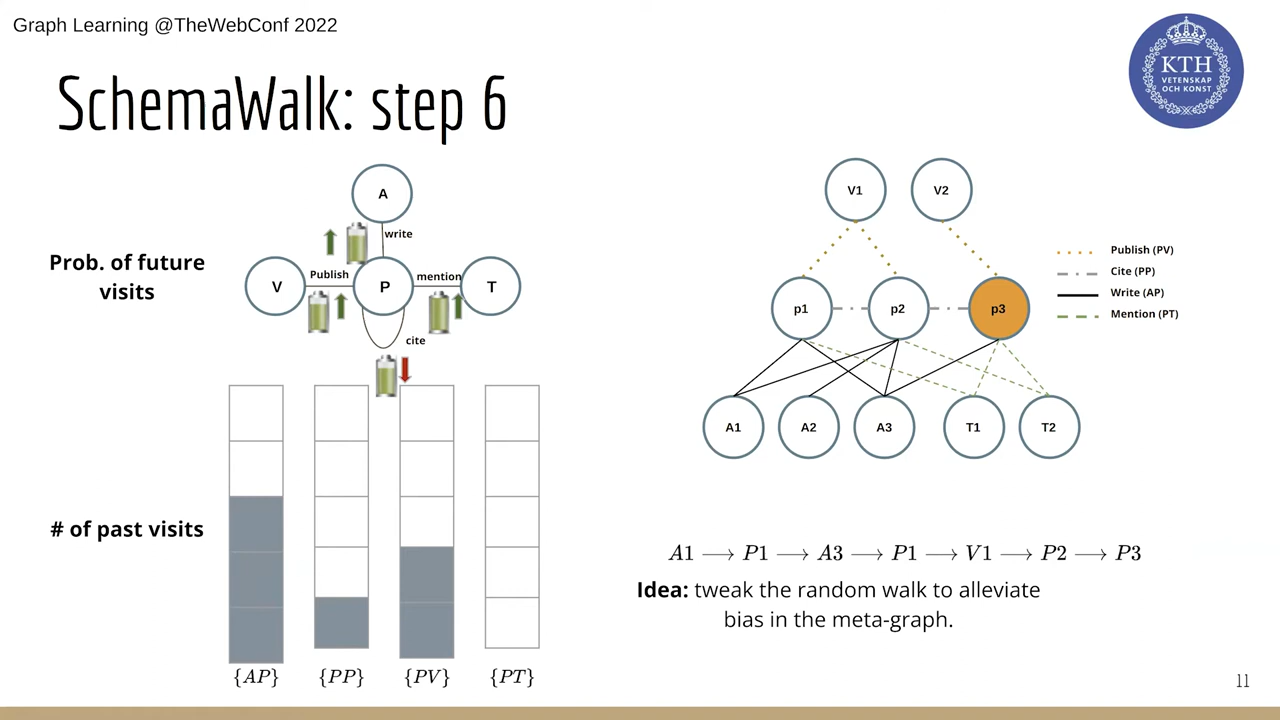 Graph Learning @TheWebConf 2022
KTH
VETENSKAP
OCH KONST
SchemaWalk: step 6
Prob. of future
visits
A
write
Publish
mention
V
P
T
cite
# of past visits
{AP}
{PP}
{PV}
{PT}
V1
V2
p1
p2
p3
A1
A2
A3
T1
T2
Publish (PV)
Cite (PP)
Write (AP)
Mention (PT)
A1 → P1 → A3 → P1 → V1 → P2 → P3
Idea: tweak the random walk to alleviate
bias in the meta-graph.
11